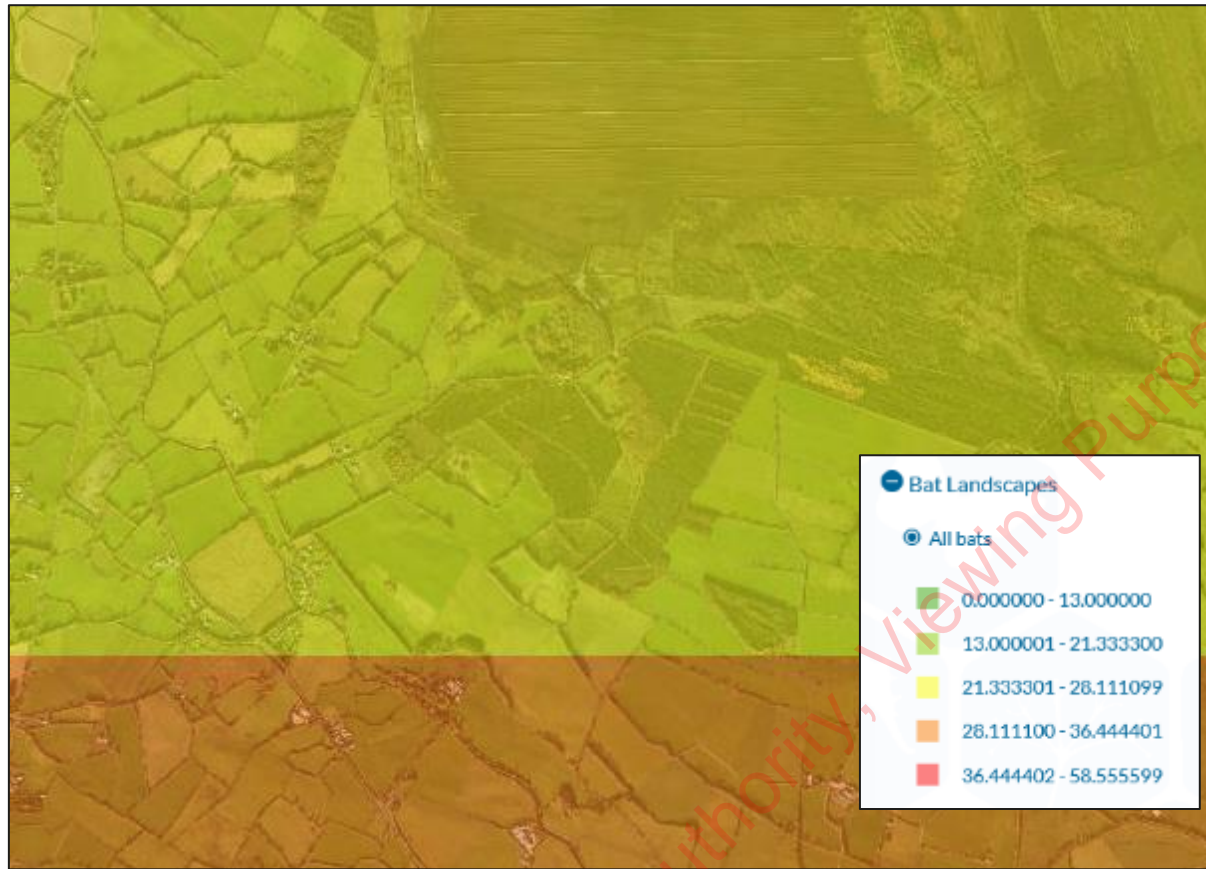 Bat Landscapes
All bats
0.000000 - 13.000000
13.000001 - 21.333300
21.333301 - 28.111099
28.111100 - 36.444401
36.444402 - 58.555599
Authority, Viewing Purpo